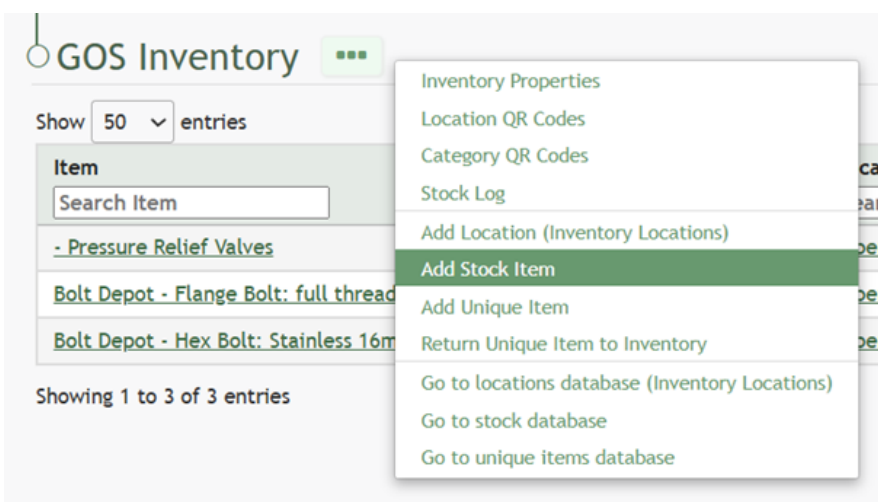 GOS Inventory
Show 50 entries
Item
Search Item
- Pressure Relief Valves
Bolt Depot - Flange Bolt: full thread
Bolt Depot - Hex Bolt: Stainless 16m
Showing 1 to 3 of 3 entries
Inventory Properties
Location QR Codes
Category QR Codes
Stock Log
Add Location (Inventory Locations)
Add Stock Item
Add Unique Item
Return Unique Item to Inventory
Go to locations database (Inventory Locations)
Go to stock database
Go to unique items database